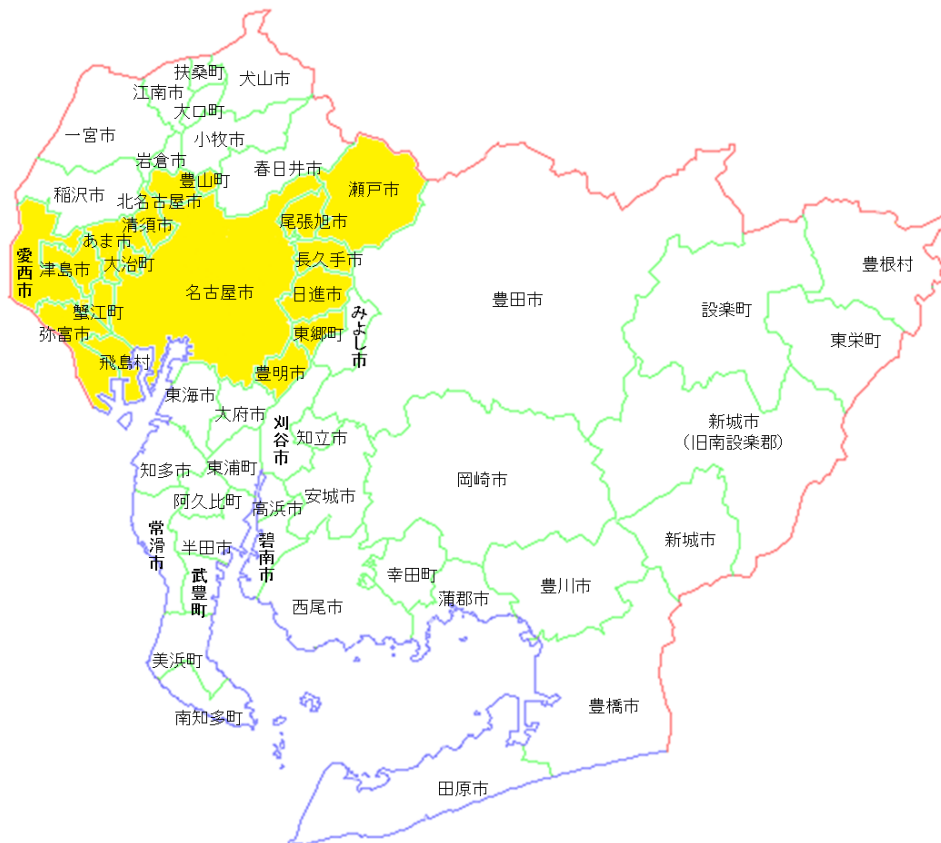 扶桑町
犬山市
江南市
大口町
一宮市
小牧市
岩倉市
春日井市
豊山町
瀬戸市
稲沢市
北名古屋市
清須市
尾張旭市
あま市
愛西市
津島市
大治町
長久手市
豊根村
名古屋市
日進市
豊田市
設楽町
蟹江町
みよし市
弥富市
東郷町
東栄町
飛島村
豊明市
東海市
大府市
刈谷市
知立市
新城市
（旧南設楽郡）
知多市
東浦町
岡崎市
阿久比町
高浜市
安城市
常滑市
半田市
碧南市
新城市
武豊町
幸田町
豊川市
西尾市
蒲郡市
美浜町
南知多町
豊橋市
田原市